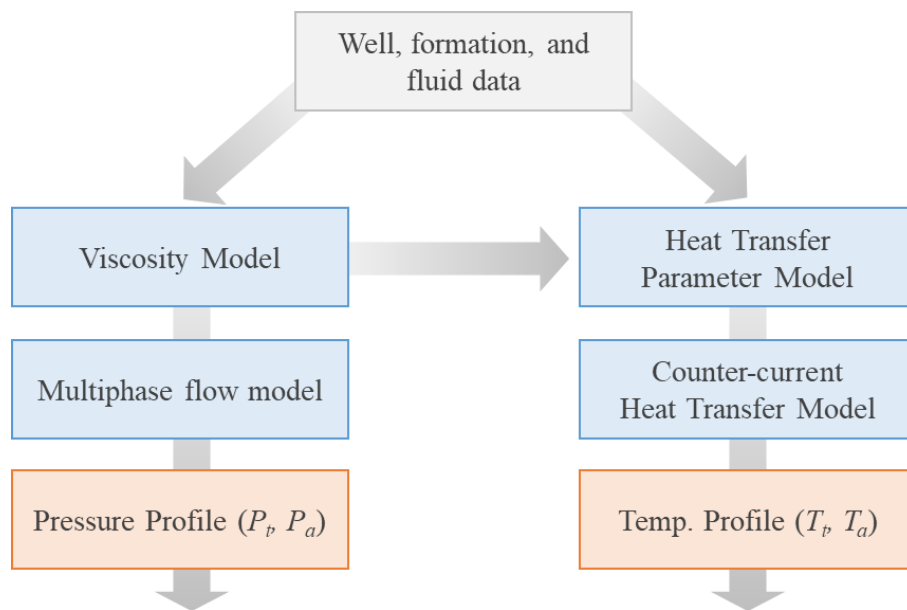 Well, formation, and
fluid data
Viscosity Model
Heat Transfer
Parameter Model
Multiphase flow model
Counter-current
Heat Transfer Model
Pressure Profile (Pt, Pa)
Temp. Profile (Tt, Ta)